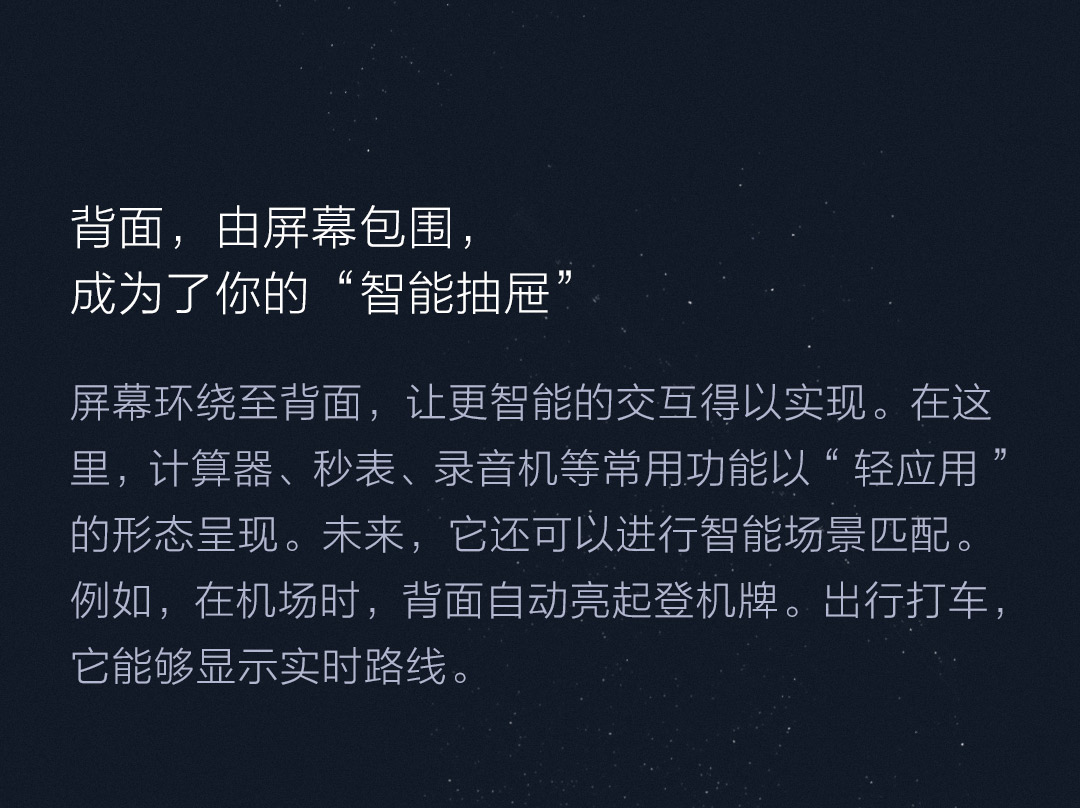 背面，由屏幕包围，
成为了你的“智能抽屉”
屏幕环绕至背面，让更智能的交互得以实现。在这
里，计算器、秒表、录音机等常用功能以“轻应用”
的形态呈现。未来，它还可以进行智能场景匹配。
例如，在机场时，背面自动亮起登机牌。出行打车，
它能够显示实时路线。